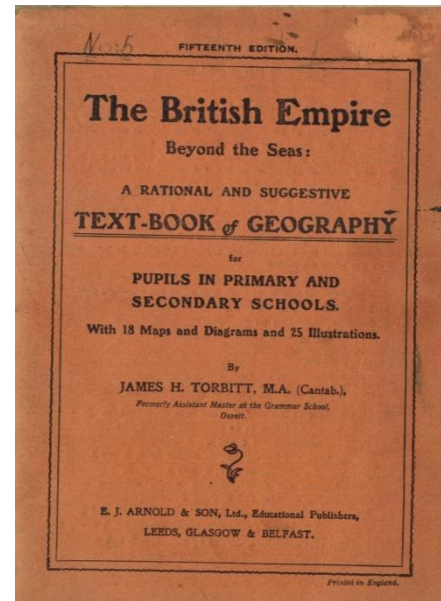 No. 5
FIFTEENTH EDITION.
The British Empire
Beyond the Seas:
A RATIONAL AND SUGGESTIVE
TEXT-BOOK of GEOGRAPHY
for
PUPILS IN PRIMARY AND
SECONDARY SCHOOLS.
With 18 Maps and Diagrams and 25 Illustrations.
By
JAMES H. TORBITT, M.A. (Cantab.),
Formerly Assistant Master at the Grammar School,
Ossett.
E. J. ARNOLD & SON, Ltd., Educational Publishers,
LEEDS, GLASGOW & BELFAST.
Printed in England.